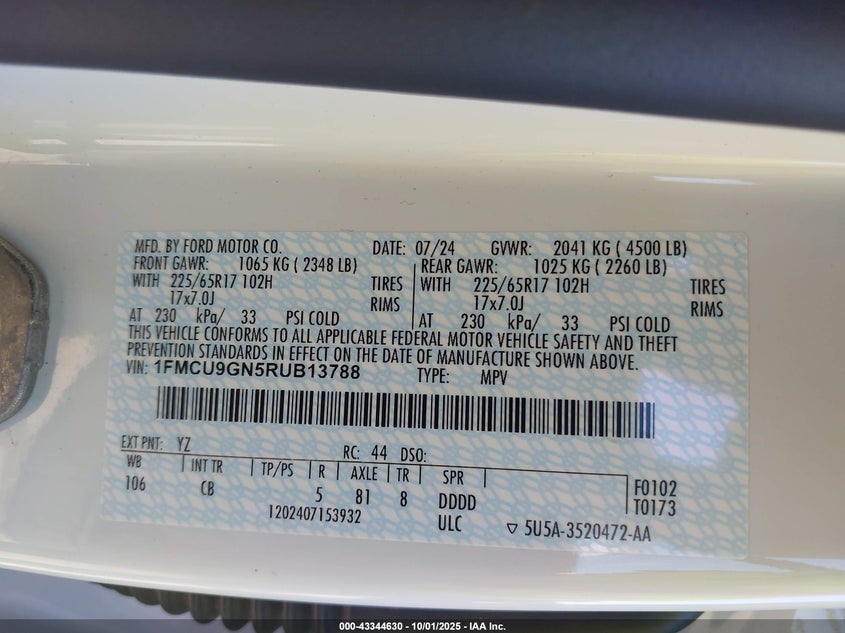 MFD. BY FORD MOTOR CO. DATE: 07/24 GVWR: 2041 KG ( 4500 LB)
FRONT GAWR: 1065 KG ( 2348 LB) REAR GAWR: 1025 KG ( 2260 LB)
WITH 225/65R17 102H TIRES WITH 225/65R17 102H TIRES
17x7.0J RIMS 17x7.0J RIMS
AT 230 kPa/ 33 PSI COLD AT 230 kPa/ 33 PSI COLD
THIS VEHICLE CONFORMS TO ALL APPLICABLE FEDERAL MOTOR VEHICLE SAFETY AND THEFT
PREVENTION STANDARDS IN EFFECT ON THE DATE OF MANUFACTURE SHOWN ABOVE.
VIN: 1FMCU9GN5RUB13788 TYPE: MPV
EXT PNT: YZ RC: 44 DSO:
WB INT TR TP/PS R AXLE TR SPR
106 CB 5 81 8 DDDD F0102
T0173
1202407153932 ULC ▽ 5U5A-3520472-AA
000-43344630 - 10/01/2025 - IAA Inc.